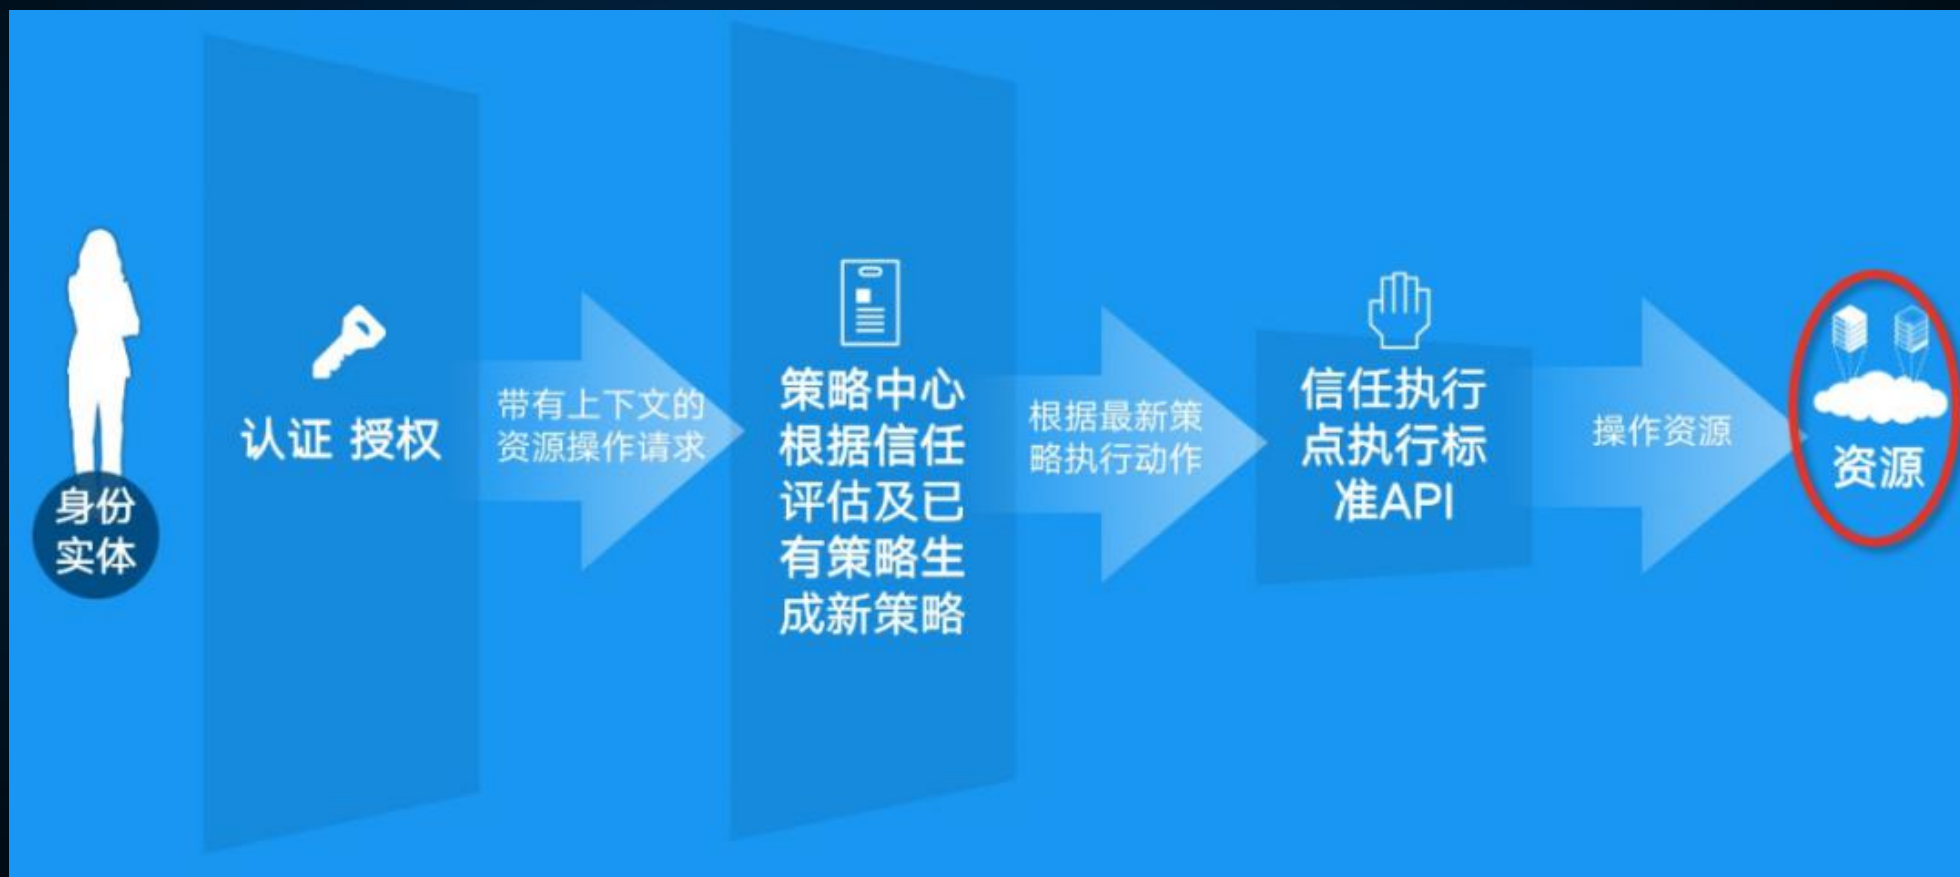 身份
实体
认证 授权
带有上下文的
资源操作请求
策略中心
根据信任
评估及已
有策略生
成新策略
根据最新策
略执行动作
信任执行
点执行标
准API
操作资源
资源